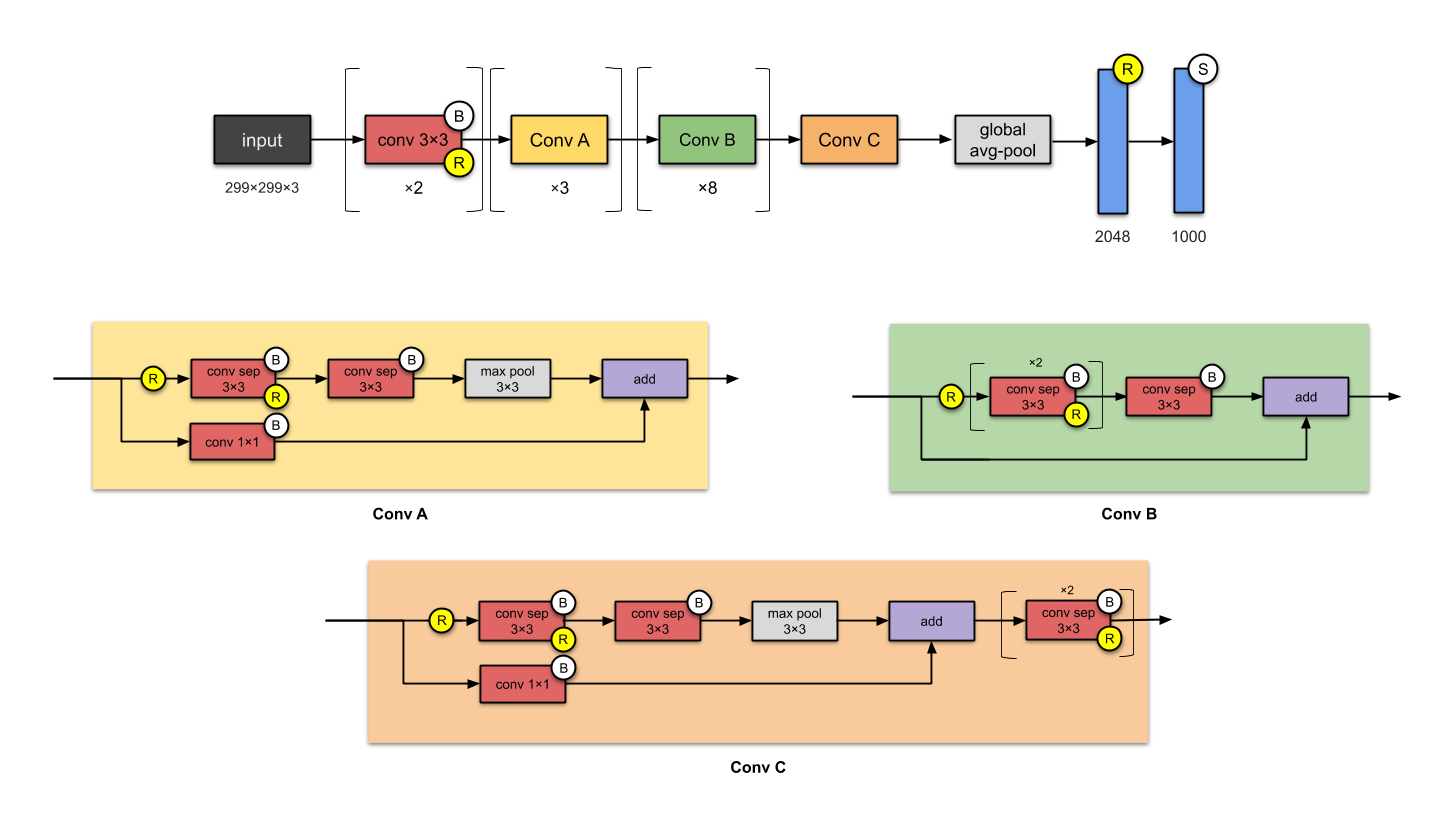 input
299×299×3
conv 3×3
B
R
×2
Conv A
×3
Conv B
×8
Conv C
global
avg-pool
R
2048
S
1000
R
conv sep
3×3
B
R
conv sep
3×3
B
max pool
3×3
add
conv 1×1
B
Conv A
R
×2
conv sep
3×3
B
R
conv sep
3×3
B
add
Conv B
R
conv sep
3×3
B
R
conv sep
3×3
B
max pool
3×3
add
×2
conv sep
3×3
B
R
conv 1×1
B
Conv C